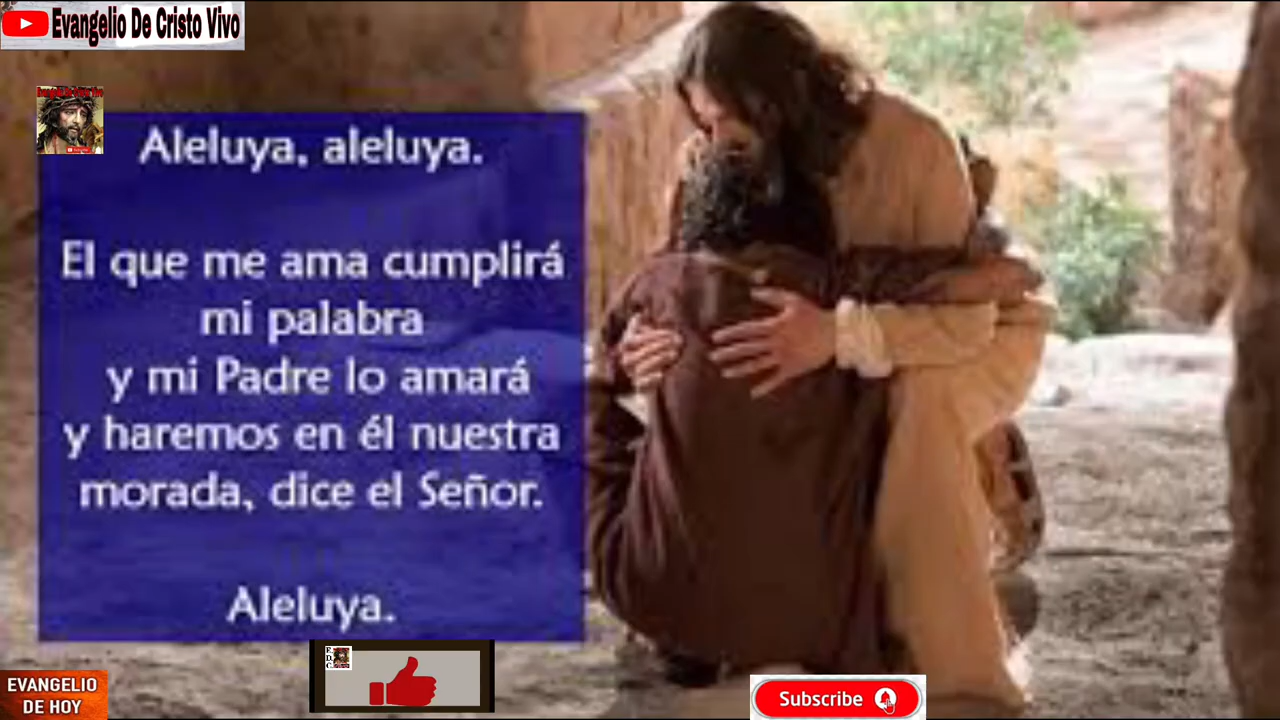 Evangelio De Cristo Vivo
Aleluya, aleluya.
El que me ama cumplirá
mi palabra
y mi Padre lo amará
y haremos en él nuestra
morada, dice el Señor.
Aleluya.
EVANGELIO
DE HOY
Subscribe